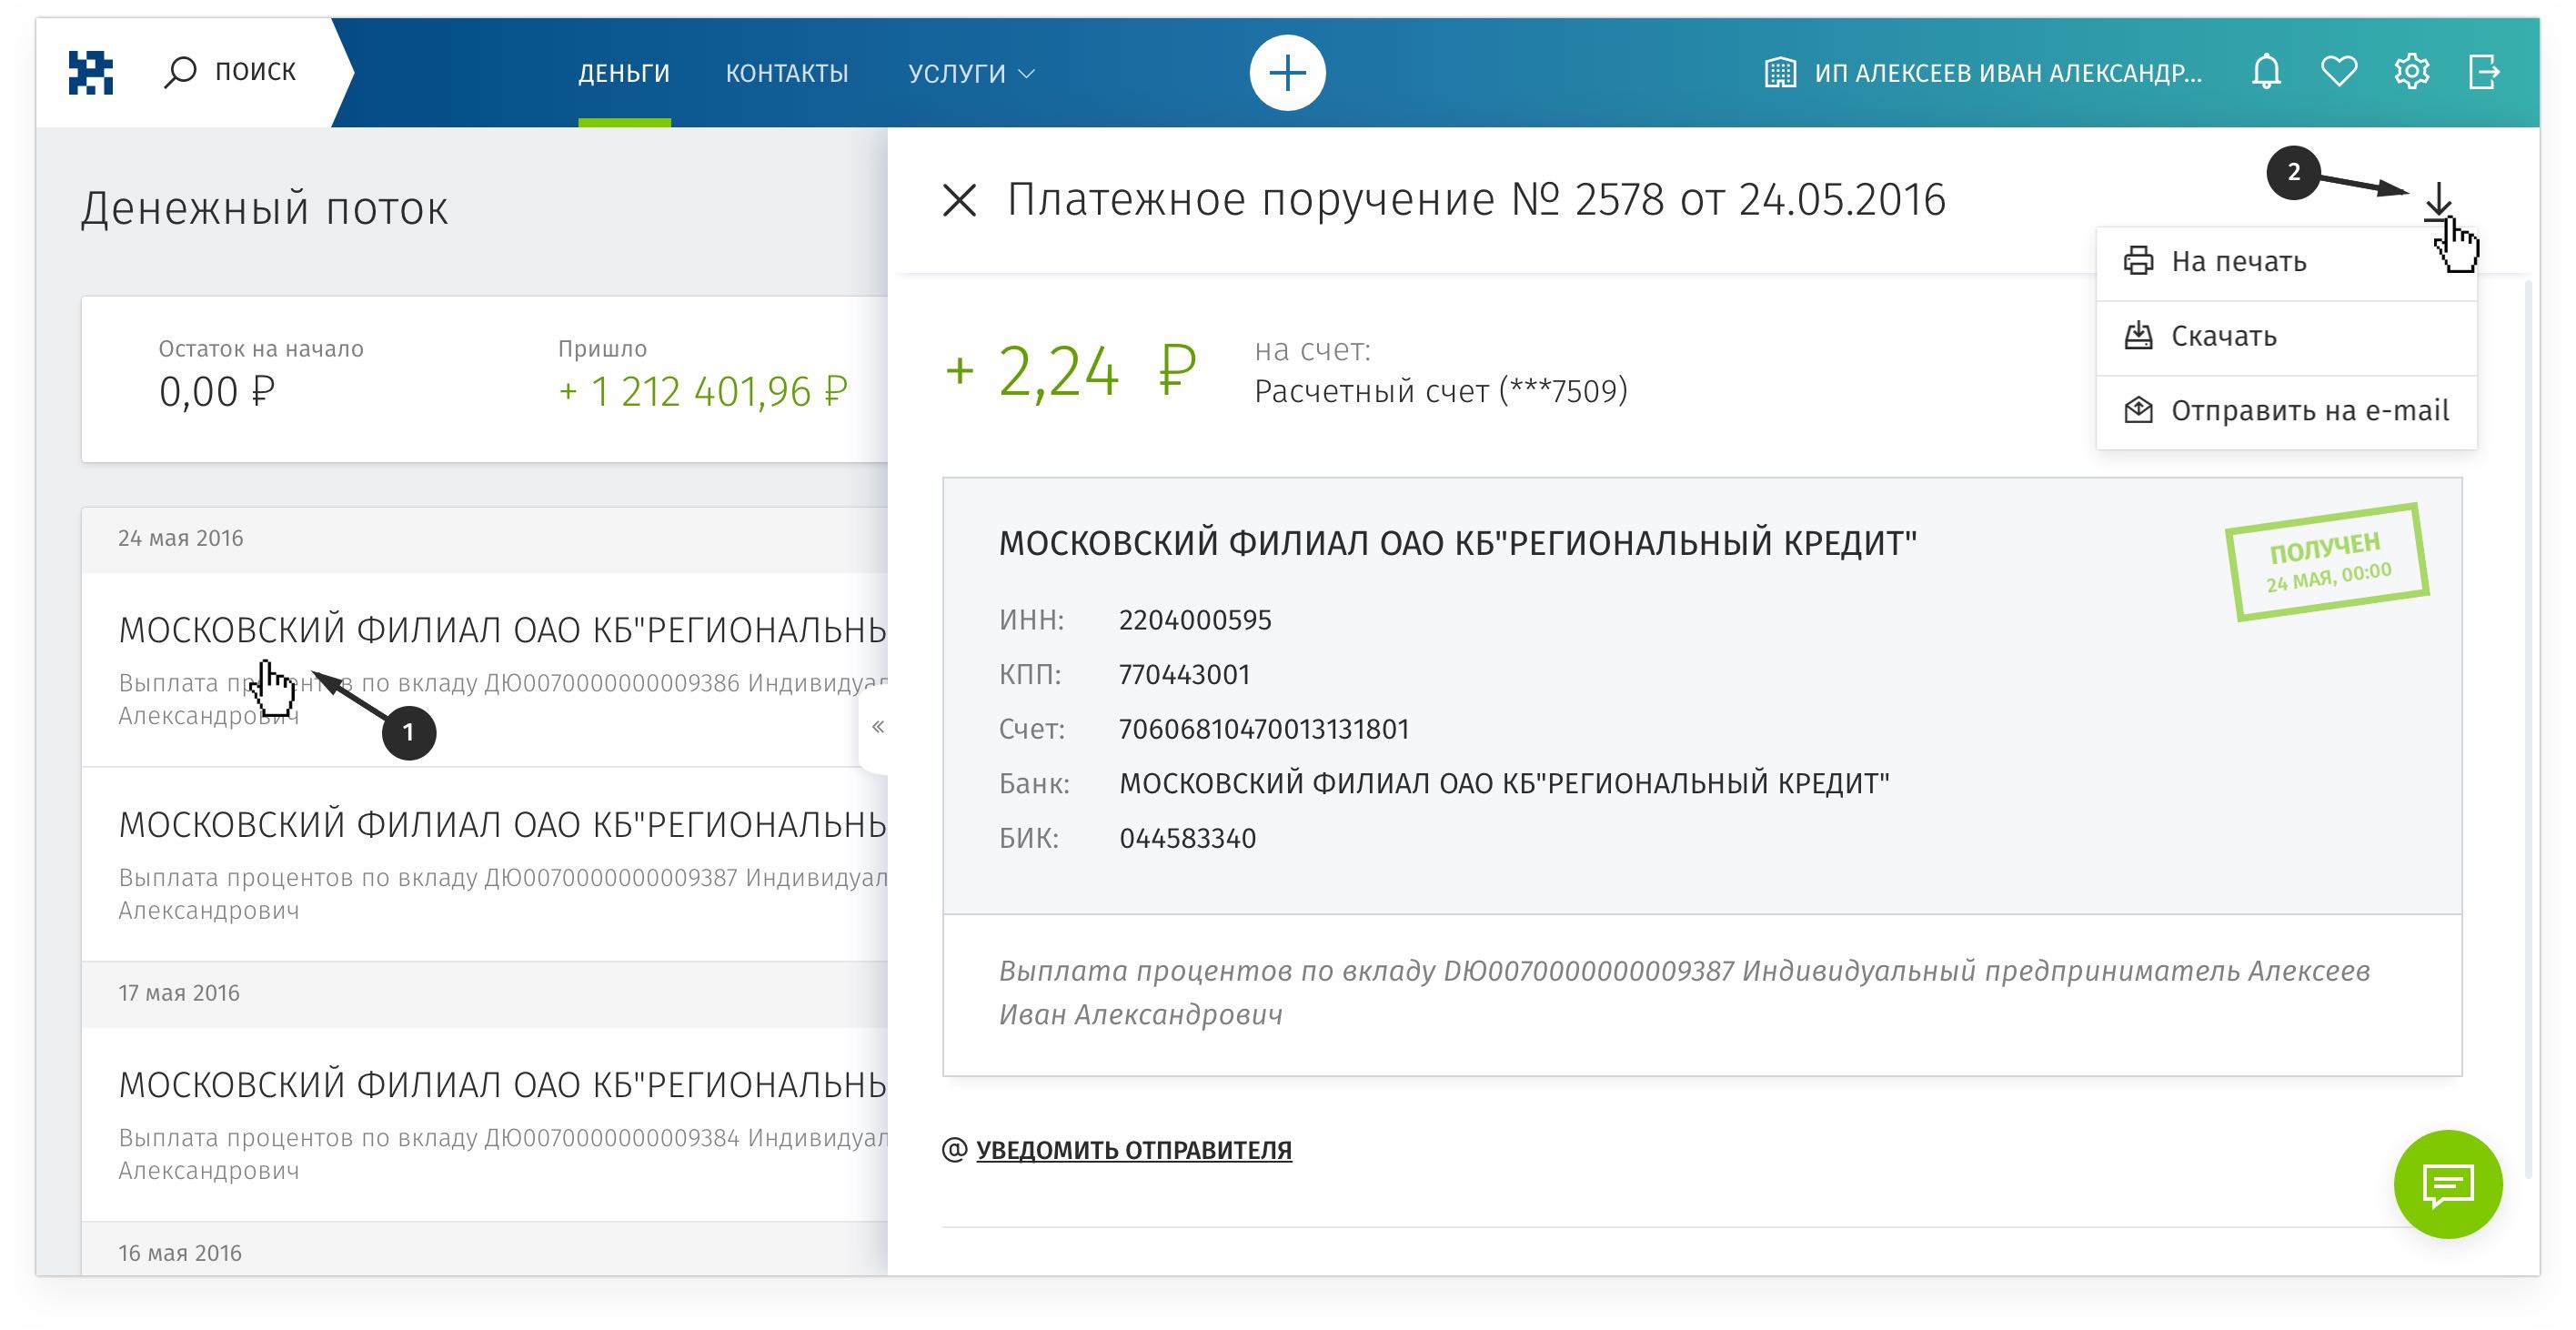 ПОИСК
ДЕНЬГИ
КОНТАКТЫ
УСЛУГИ
ИП АЛЕКСЕЕВ ИВАН АЛЕКСАНДР...
Денежный поток
Остаток на начало
0,00 ₽
Пришло
+ 1 212 401,96 ₽
24 мая 2016
МОСКОВСКИЙ ФИЛИАЛ ОАО КБ"РЕГИОНАЛЬНЫ
Выплата процентов по вкладу ДЮ0070000000009386 Индивидуал
Александрович
1
МОСКОВСКИЙ ФИЛИАЛ ОАО КБ"РЕГИОНАЛЬНЫ
Выплата процентов по вкладу ДЮ0070000000009387 Индивидуал
Александрович
17 мая 2016
МОСКОВСКИЙ ФИЛИАЛ ОАО КБ"РЕГИОНАЛЬНЫ
Выплата процентов по вкладу ДЮ0070000000009384 Индивидуал
Александрович
16 мая 2016
«
Платежное поручение № 2578 от 24.05.2016
2
На печать
Скачать
Отправить на e-mail
+ 2,24 ₽
на счет:
Расчетный счет (***7509)
МОСКОВСКИЙ ФИЛИАЛ ОАО КБ"РЕГИОНАЛЬНЫЙ КРЕДИТ"
ПОЛУЧЕН
24 МАЯ, 00:00
ИНН: 2204000595
КПП: 770443001
Счет: 70606810470013131801
Банк: МОСКОВСКИЙ ФИЛИАЛ ОАО КБ"РЕГИОНАЛЬНЫЙ КРЕДИТ"
БИК: 044583340
Выплата процентов по вкладу DЮ0070000000009387 Индивидуальный предприниматель Алексеев
Иван Александрович
@ УВЕДОМИТЬ ОТПРАВИТЕЛЯ